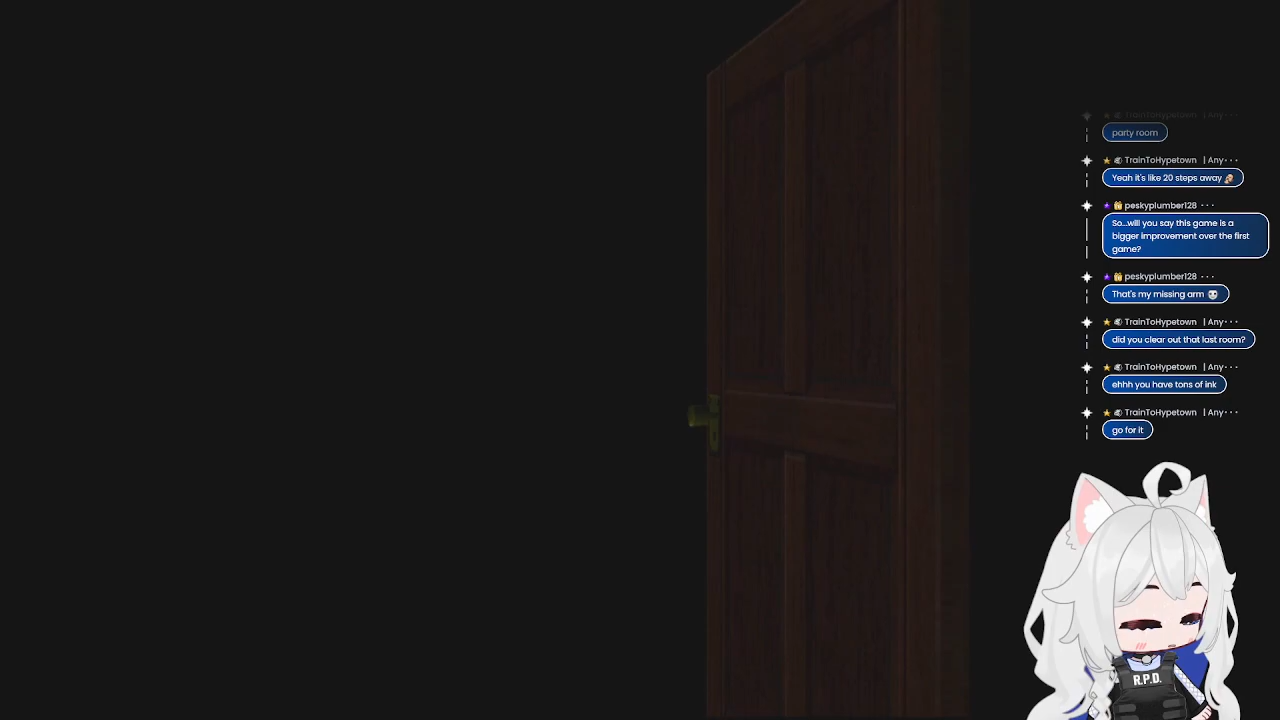 TrainToHypetown | Any···
party room
TrainToHypetown | Any···
Yeah it's like 20 steps away
peskyplumber128 ···
So...will you say this game is a
bigger improvement over the first
game?
peskyplumber128 ···
That's my missing arm
TrainToHypetown | Any···
did you clear out that last room?
TrainToHypetown | Any···
ehhh you have tons of ink
TrainToHypetown | Any···
go for it
R.P.D.